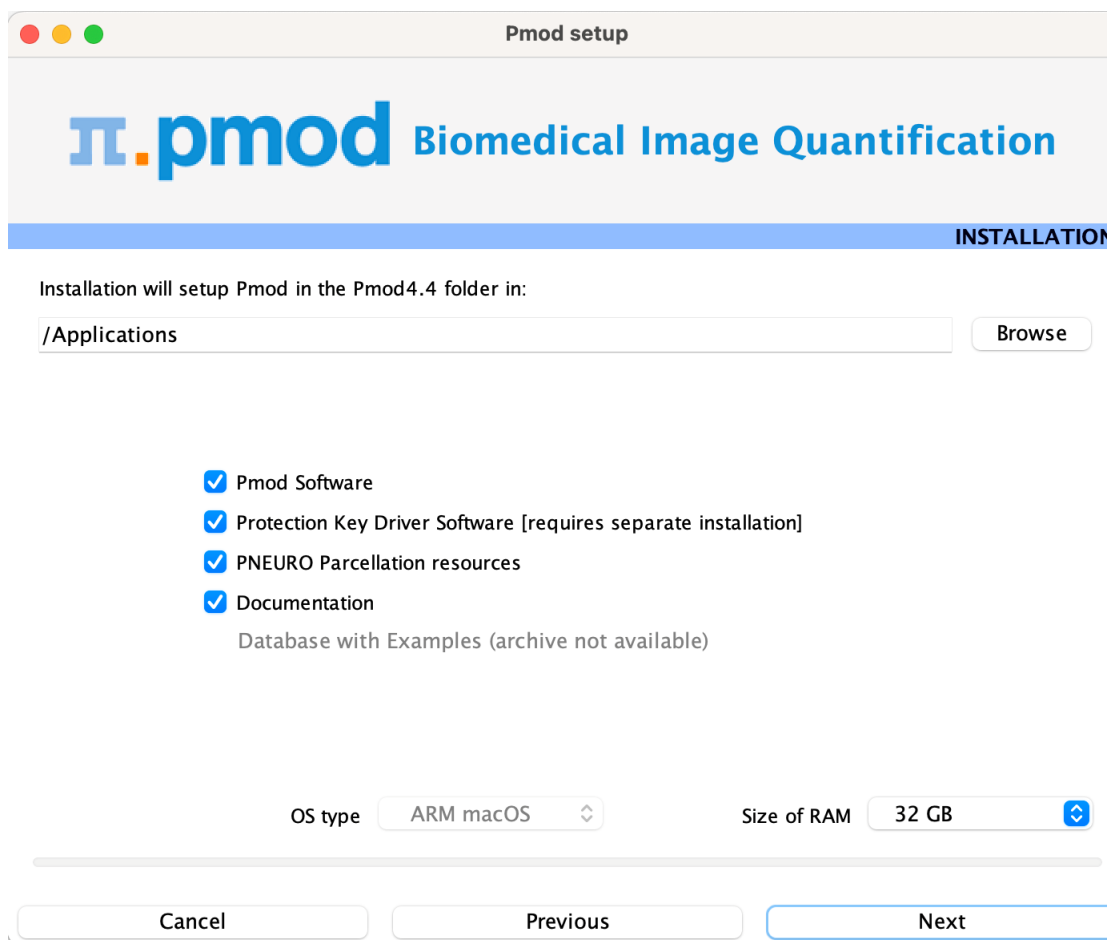 Pmod setup
π.pmod Biomedical Image Quantification
INSTALLATION
Installation will setup Pmod in the Pmod4.4 folder in:
/Applications Browse
Pmod Software
Protection Key Driver Software [requires separate installation]
PNEURO Parcellation resources
Documentation
Database with Examples (archive not available)
OS type ARM macOS Size of RAM 32 GB
Cancel Previous Next